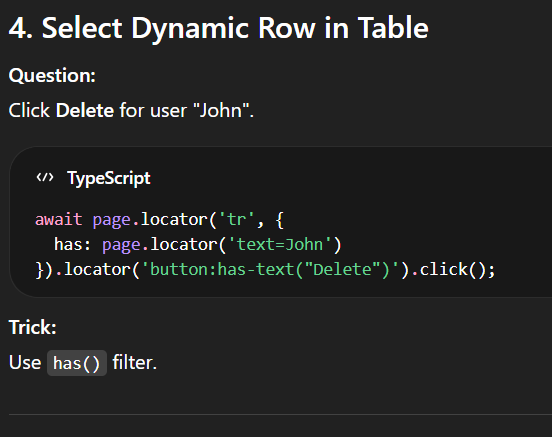 4. Select Dynamic Row in Table
Question:
Click Delete for user "John".
</> TypeScript
await page.locator('tr', {
  has: page.locator('text=John')
}).locator('button:has-text("Delete")').click();
Trick:
Use has() filter.